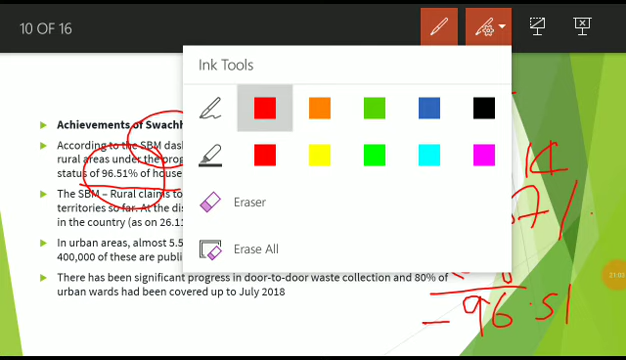 10 OF 16
Ink Tools
Achievements of Swachh
According to the SBM dash
rural areas under the prog
status of 96.51% of house
The SBM – Rural claims to
territories so far. At the dis
in the country (as on 26.11
In urban areas, almost 5.5
400,000 of these are publi
There has been significant progress in door-to-door waste collection and 80% of
urban wards had been covered up to July 2018
Eraser
Erase All
– 96.51